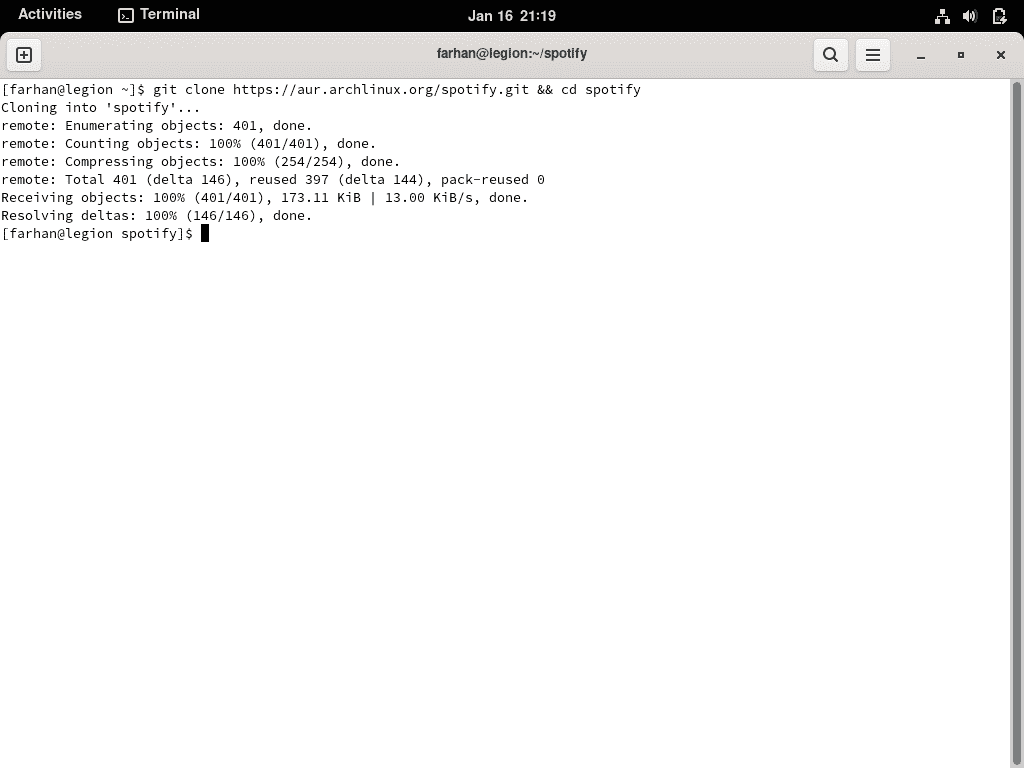 Activities Terminal Jan 16 21:19
farhan@legion:~/spotify
[farhan@legion ~]$ git clone https://aur.archlinux.org/spotify.git && cd spotify
Cloning into 'spotify'...
remote: Enumerating objects: 401, done.
remote: Counting objects: 100% (401/401), done.
remote: Compressing objects: 100% (254/254), done.
remote: Total 401 (delta 146), reused 397 (delta 144), pack-reused 0
Receiving objects: 100% (401/401), 173.11 KiB | 13.00 KiB/s, done.
Resolving deltas: 100% (146/146), done.
[farhan@legion spotify]$